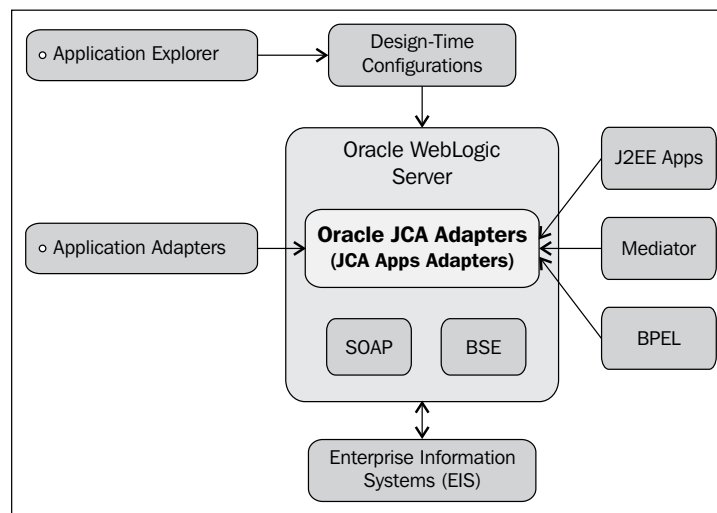 Application Explorer
Design-Time
Configurations
Oracle WebLogic
Server
J2EE Apps
Oracle JCA Adapters
(JCA Apps Adapters)
Application Adapters
Mediator
SOAP
BSE
BPEL
Enterprise Information
Systems (EIS)